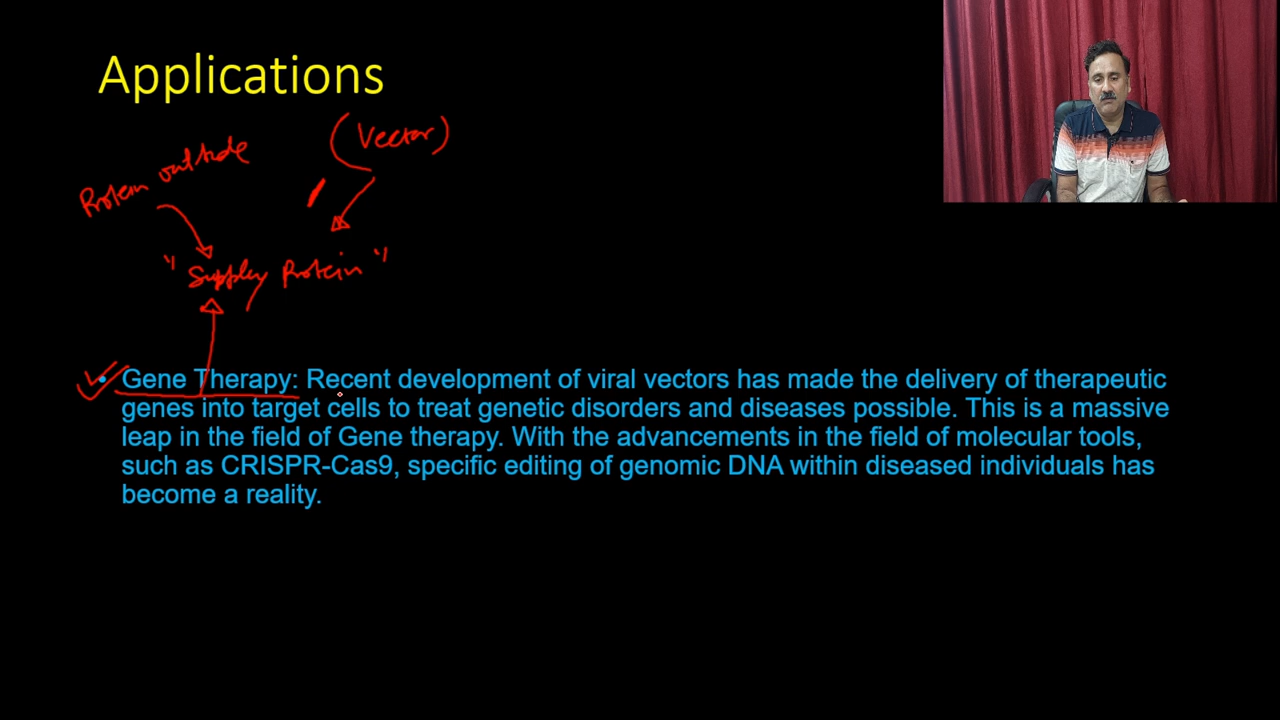 Applications
(Vector)
Protein outside
"Supply Protein"
• Gene Therapy: Recent development of viral vectors has made the delivery of therapeutic
genes into target cells to treat genetic disorders and diseases possible. This is a massive
leap in the field of Gene therapy. With the advancements in the field of molecular tools,
such as CRISPR-Cas9, specific editing of genomic DNA within diseased individuals has
become a reality.